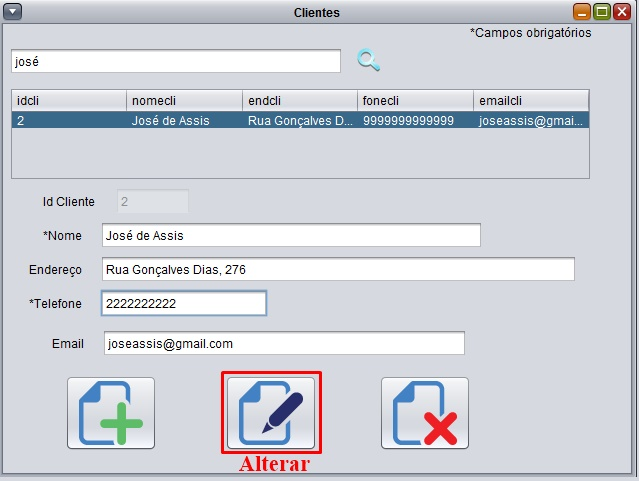 Clientes
*Campos obrigatórios
josé
idcli nomecli endcli fonecli emailcli
2 José de Assis Rua Gonçalves D... 9999999999999 joseassis@gmai...
Id Cliente 2
*Nome José de Assis
Endereço Rua Gonçalves Dias, 276
*Telefone 2222222222
Email joseassis@gmail.com
Alterar